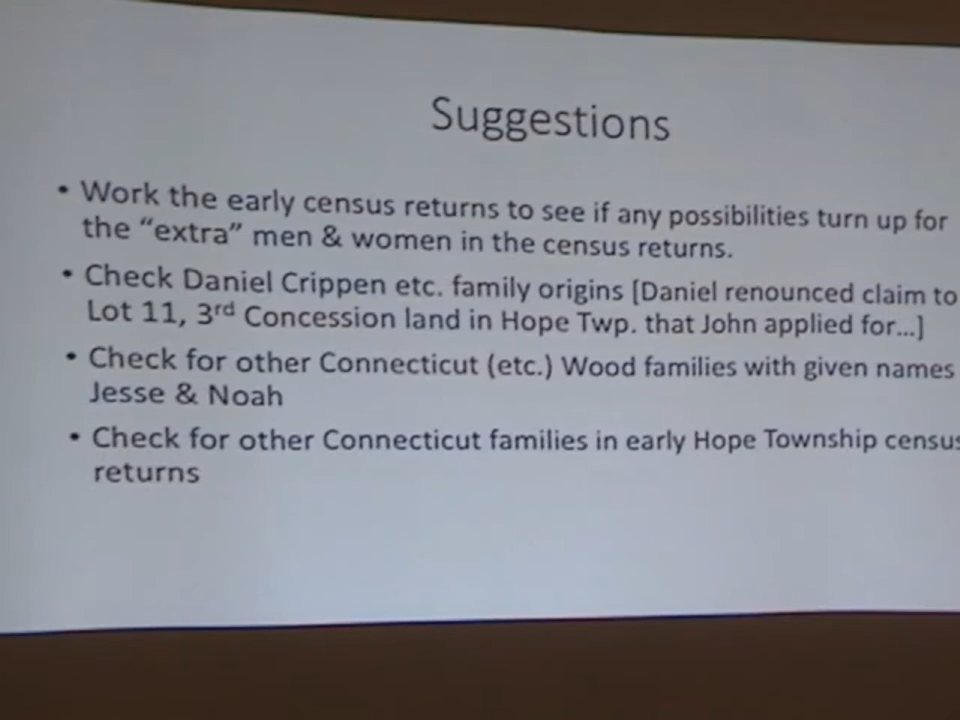 Suggestions
• Work the early census returns to see if any possibilities turn up for
the “extra” men & women in the census returns.
• Check Daniel Crippen etc. family origins [Daniel renounced claim to
Lot 11, 3rd Concession land in Hope Twp. that John applied for...]
• Check for other Connecticut (etc.) Wood families with given names
Jesse & Noah
• Check for other Connecticut families in early Hope Township census
returns